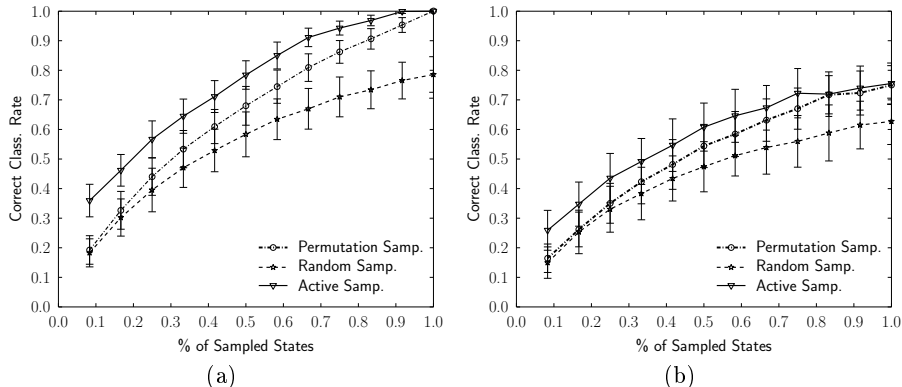 1.0
0.9
0.8
0.7
0.6
0.5
0.4
0.3
0.2
0.1
0.0
Correct Class. Rate
Permutation Samp.
Random Samp.
Active Samp.
0.0 0.1 0.2 0.3 0.4 0.5 0.6 0.7 0.8 0.9 1.0
% of Sampled States
(a)
1.0
0.9
0.8
0.7
0.6
0.5
0.4
0.3
0.2
0.1
0.0
Correct Class. Rate
Permutation Samp.
Random Samp.
Active Samp.
0.0 0.1 0.2 0.3 0.4 0.5 0.6 0.7 0.8 0.9 1.0
% of Sampled States
(b)